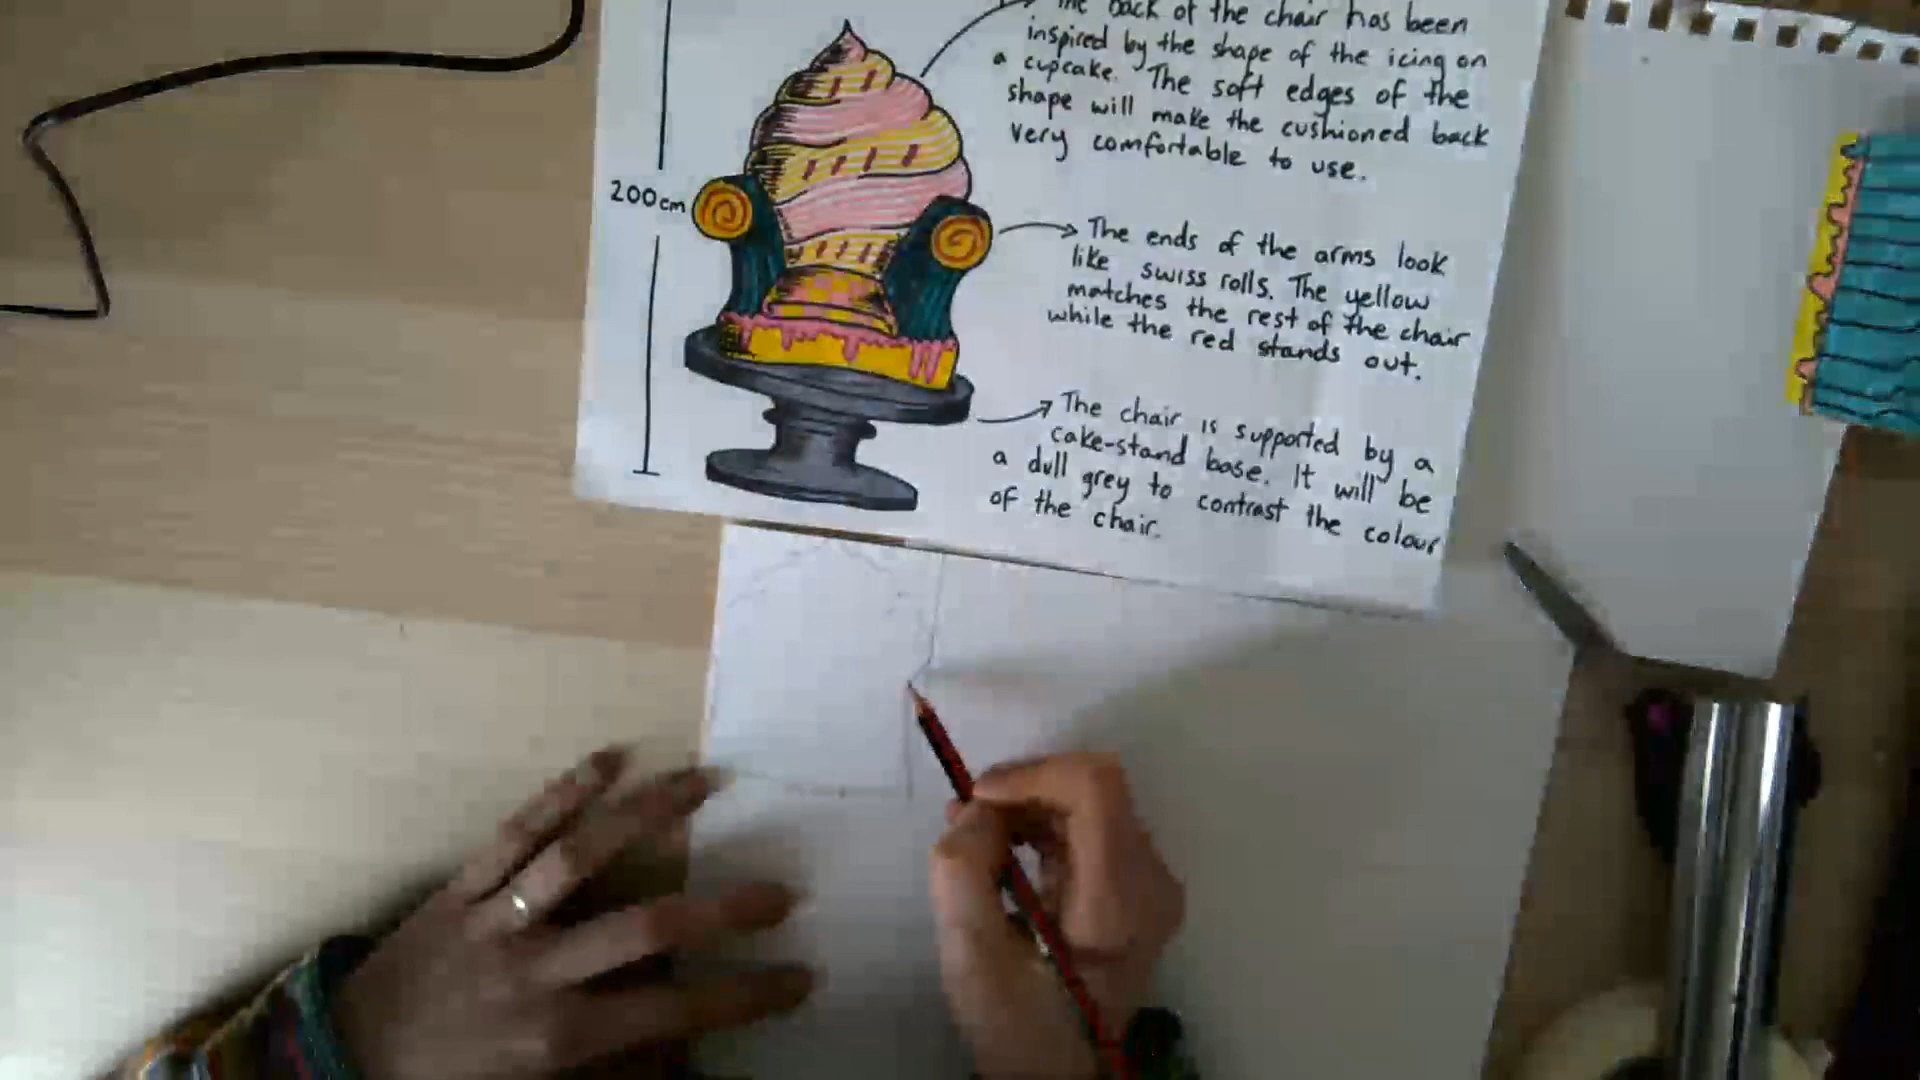 The back of the chair has been
inspired by the shape of the icing on
a cupcake. The soft edges of the
shape will make the cushioned back
very comfortable to use.
200cm
The ends of the arms look
like swiss rolls. The yellow
matches the rest of the chair
while the red stands out.
The chair is supported by a
cake-stand base. It will be
a dull grey to contrast the colour
of the chair.